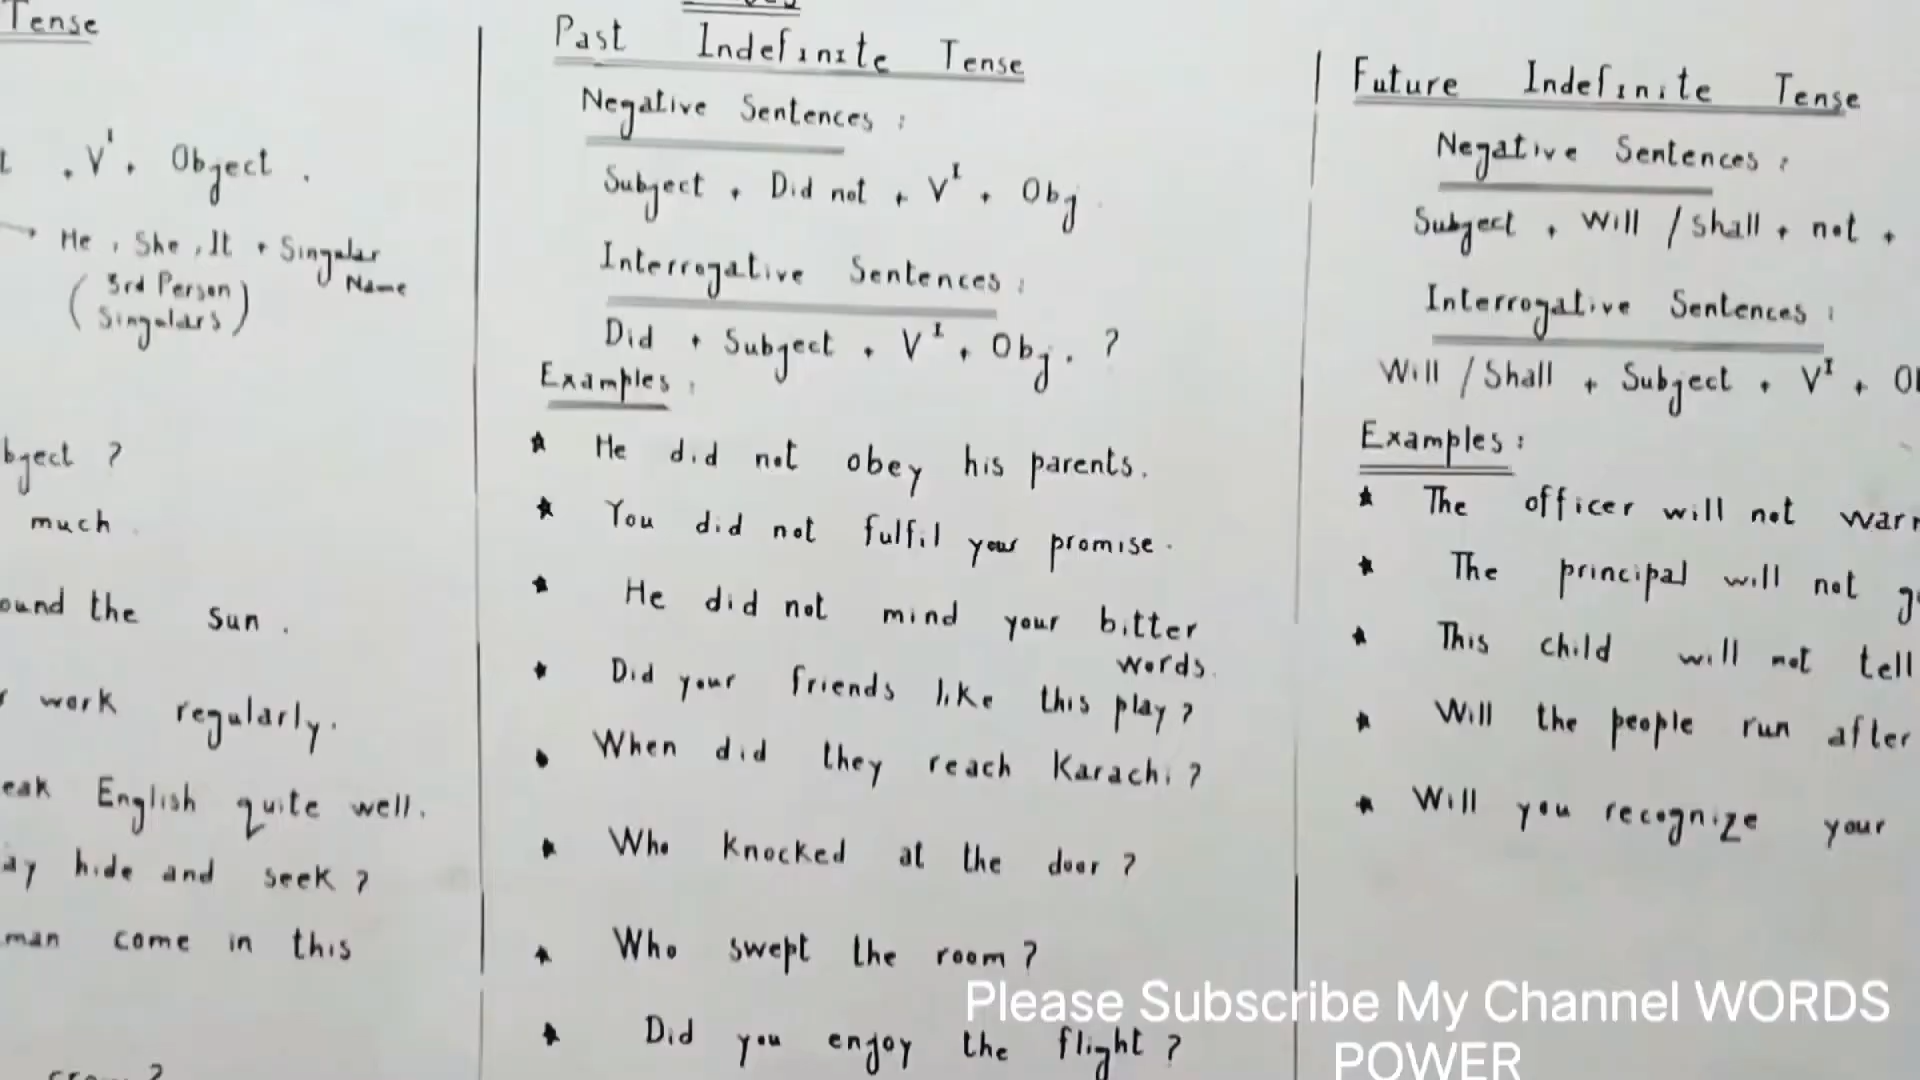 Tense
. V¹ . Object .
He , She , It + Singular
Name
( 3rd Person
Singulars )
bject ?
much .
ound the sun .
work regularly .
eak English quite well .
ay hide and seek ?
man come in this
Past Indefinite Tense
Negative Sentences :
Subject + Did not + Vᴵ + Obj .
Interrogative Sentences :
Did + Subject + Vᴵ + Obj . ?
Examples :
★ He did not obey his parents .
★ You did not fulfil your promise .
★ He did not mind your bitter
words .
★ Did your friends like this play ?
• When did they reach Karachi ?
★ Who knocked at the door ?
★ Who swept the room ?
★ Did you enjoy the flight ?
Future Indefinite Tense
Negative Sentences :
Subject + Will / Shall + not +
Interrogative Sentences :
Will / Shall + Subject + Vᴵ + Ob
Examples :
★ The officer will not warn
★ The principal will not
★ This child will not tell
★ Will the people run after
★ Will you recognize your
Please Subscribe My Channel WORDS
POWER